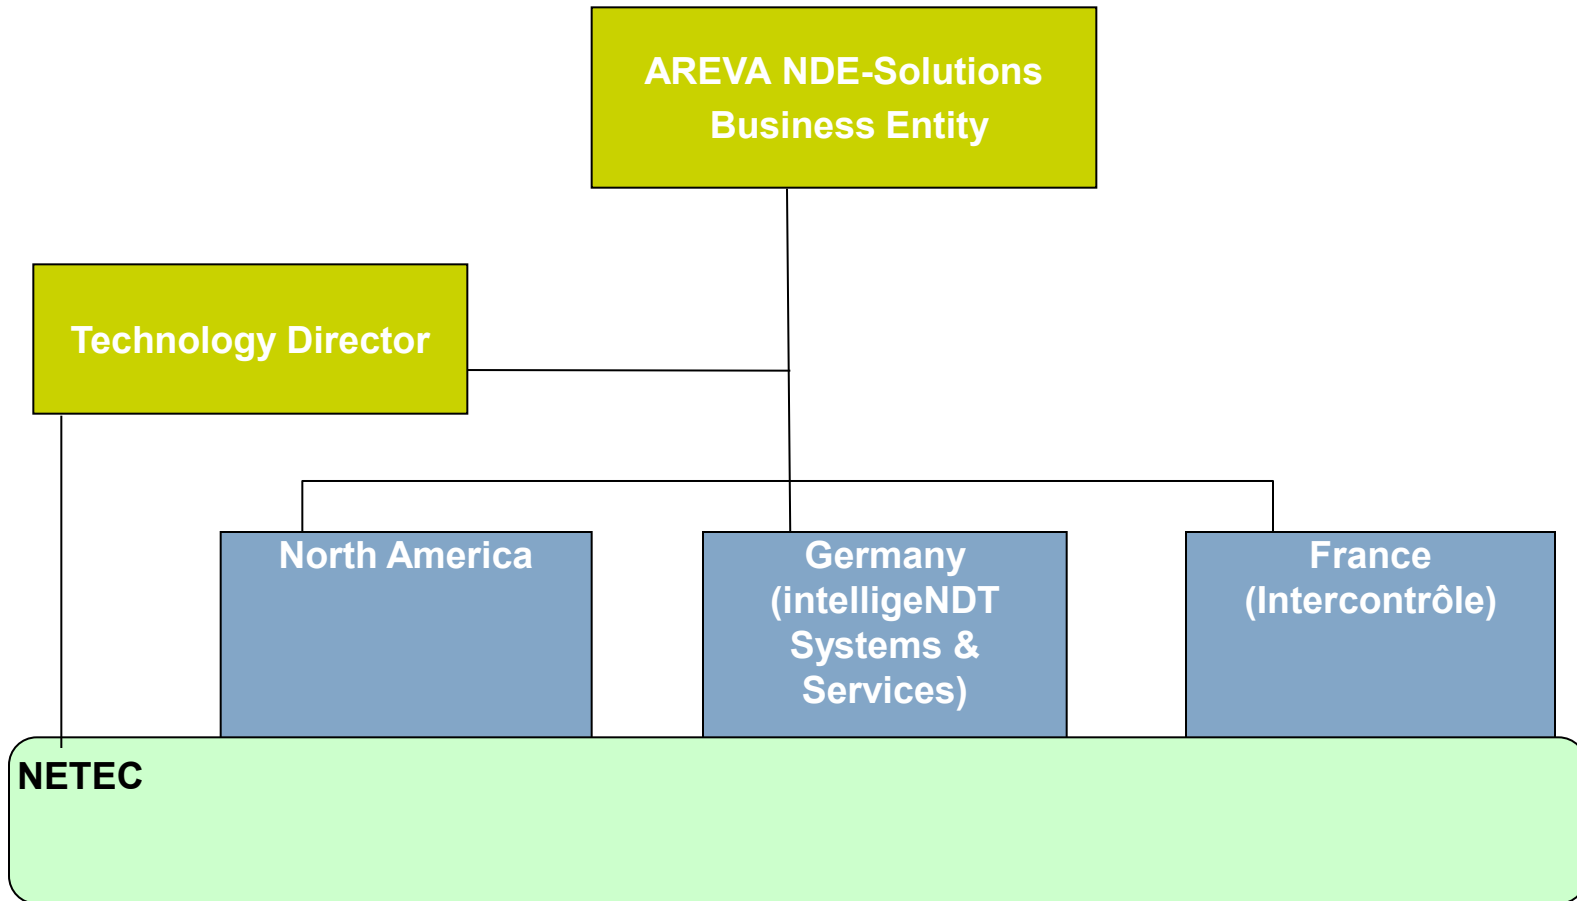 AREVA NDE-Solutions
Business Entity
Technology Director
North America
Germany
(intelligeNDT
Systems &
Services)
France
(Intercontrôle)
NETEC